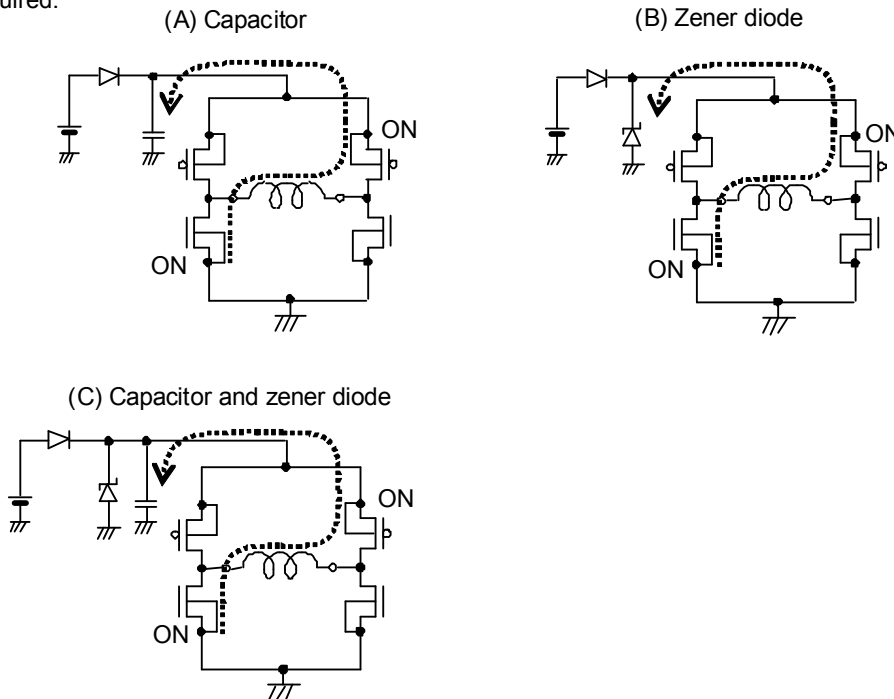 (A) Capacitor
(B) Zener diode
ON
ON
ON
ON
(C) Capacitor and zener diode
ON
ON